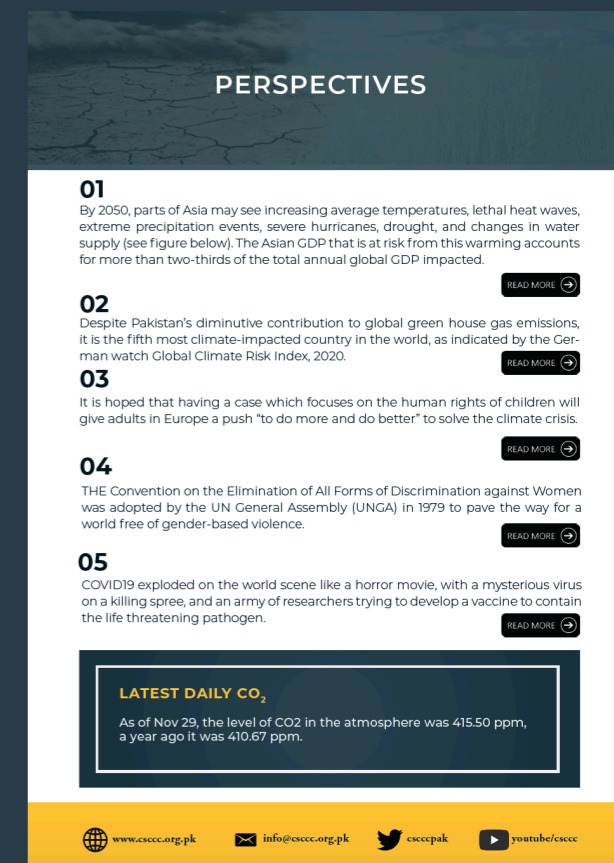 PERSPECTIVES
01
By 2050, parts of Asia may see increasing average temperatures, lethal heat waves,
extreme precipitation events, severe hurricanes, drought, and changes in water
supply (see figure below). The Asian GDP that is at risk from this warming accounts
for more than two-thirds of the total annual global GDP impacted.
READ MORE
02
Despite Pakistan’s diminutive contribution to global green house gas emissions,
it is the fifth most climate-impacted country in the world, as indicated by the Ger-
man watch Global Climate Risk Index, 2020.
READ MORE
03
It is hoped that having a case which focuses on the human rights of children will
give adults in Europe a push “to do more and do better” to solve the climate crisis.
READ MORE
04
THE Convention on the Elimination of All Forms of Discrimination against Women
was adopted by the UN General Assembly (UNGA) in 1979 to pave the way for a
world free of gender-based violence.
READ MORE
05
COVID19 exploded on the world scene like a horror movie, with a mysterious virus
on a killing spree, and an army of researchers trying to develop a vaccine to contain
the life threatening pathogen.
READ MORE
LATEST DAILY CO₂
As of Nov 29, the level of CO2 in the atmosphere was 415.50 ppm,
a year ago it was 410.67 ppm.
www.csccc.org.pk info@csccc.org.pk cscccpak youtube/csccc